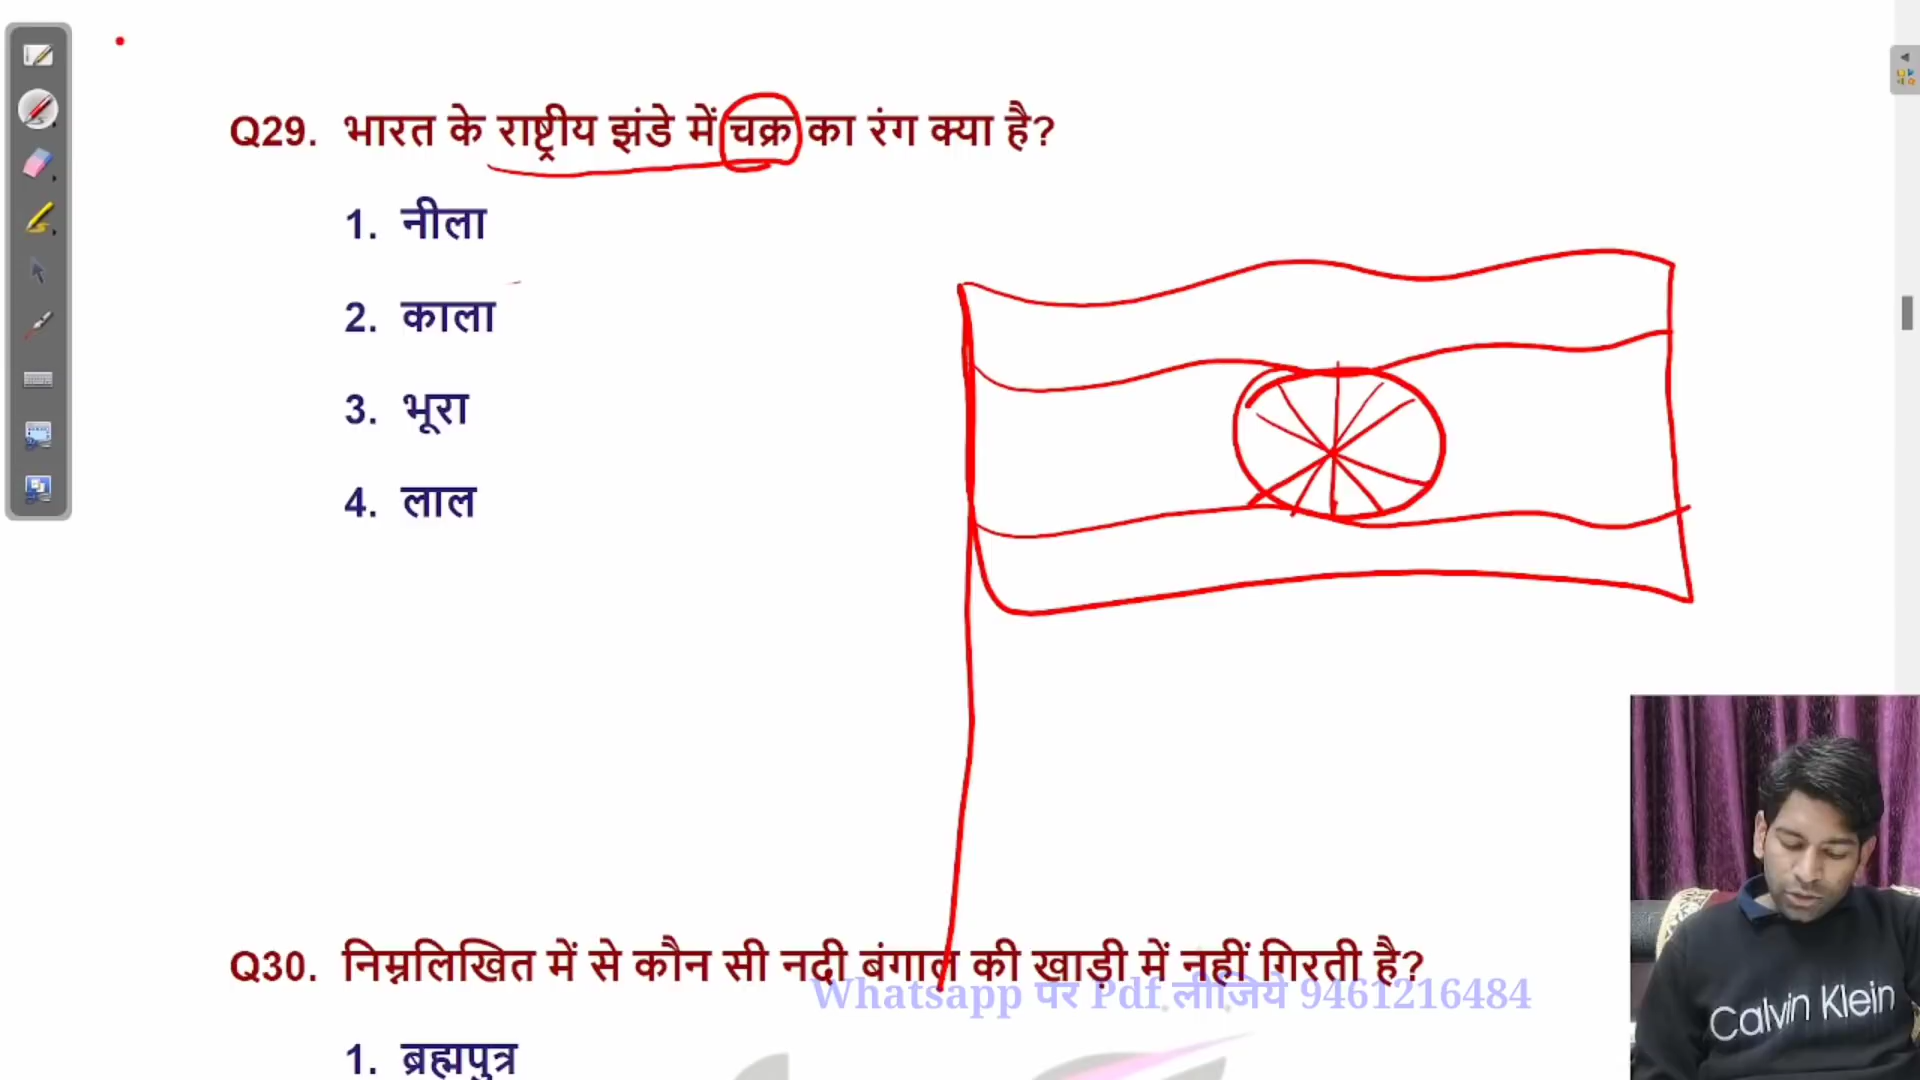 Q29. भारत के राष्ट्रीय झंडे में चक्र का रंग क्या है?
1. नीला
2. काला
3. भूरा
4. लाल
Q30. निम्नलिखित में से कौन सी नदी बंगाल की खाड़ी में नहीं गिरती है?
Whatsapp पर Pdf लीजिये 9461216484
1. ब्रह्मपुत्र
Calvin Klein